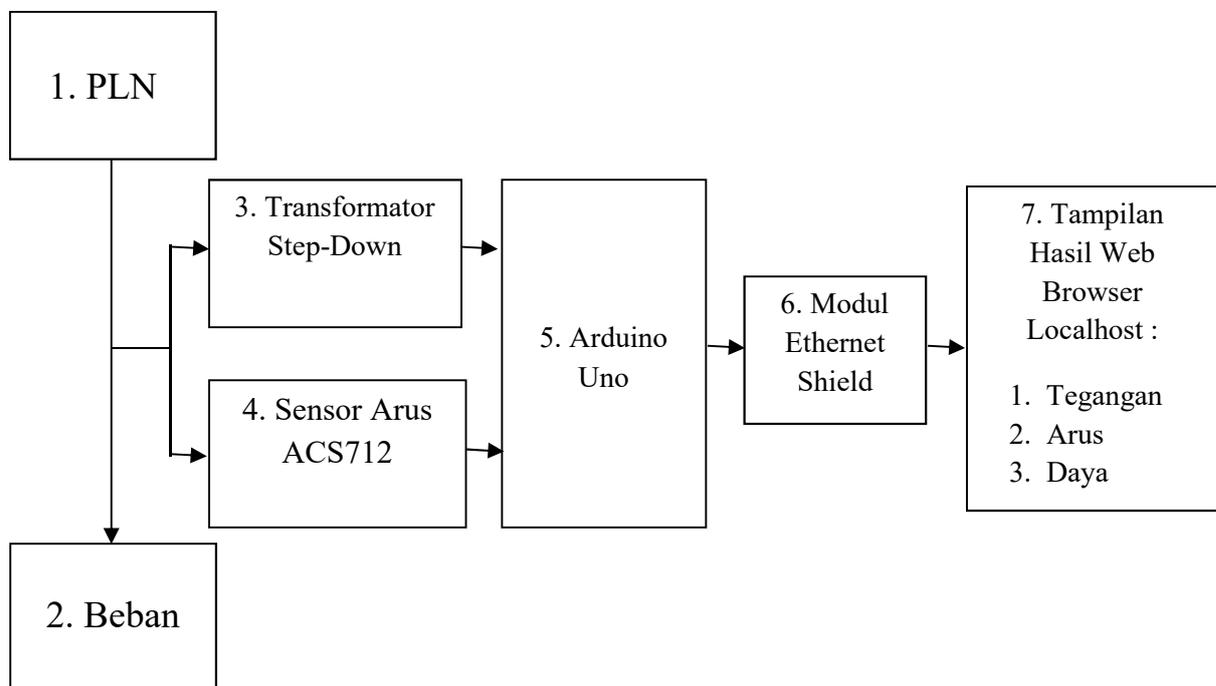 1. PLN
3. Transformator
Step-Down
4. Sensor Arus
ACS712
2. Beban
5. Arduino
Uno
6. Modul
Ethernet
Shield
7. Tampilan
Hasil Web
Browser
Localhost :
1. Tegangan
2. Arus
3. Daya